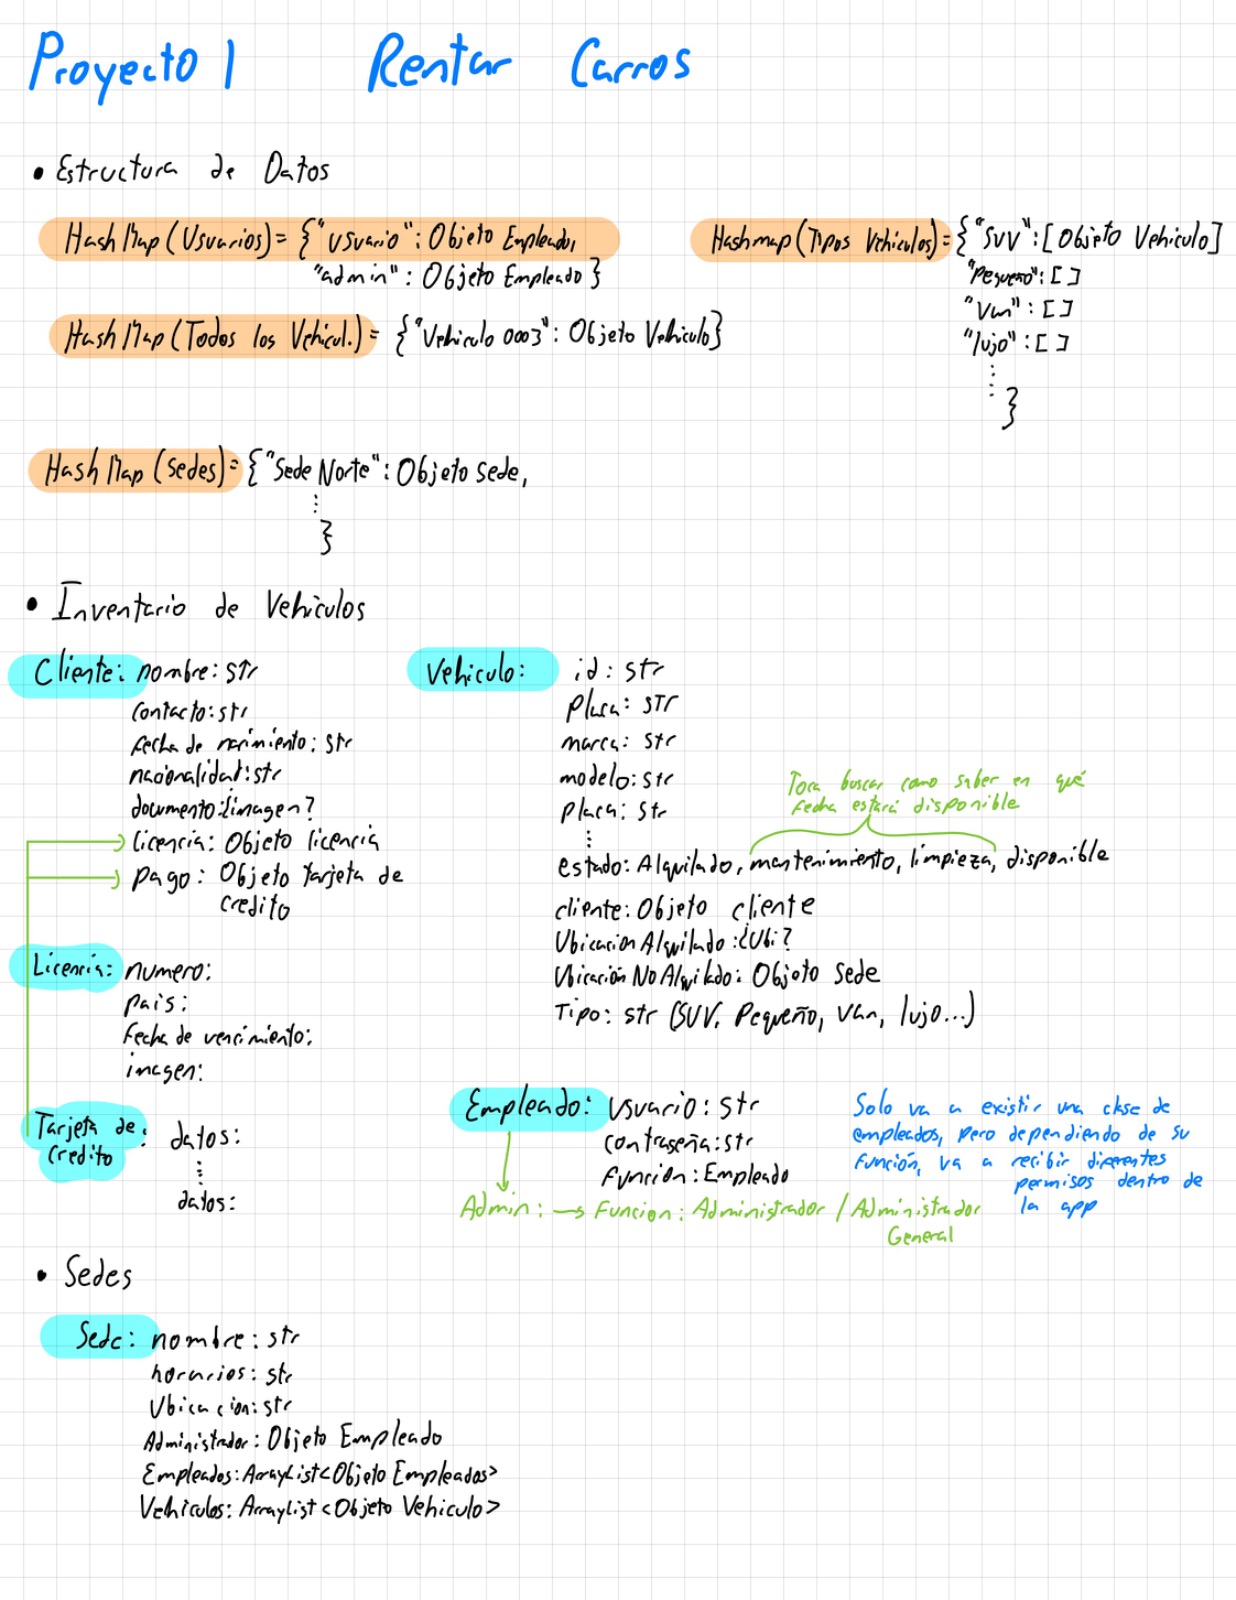 Proyecto 1 Rentar Carros
• Estructura de Datos
HashMap (Usuarios) = {"usuario": Objeto Empleado,
"admin": Objeto Empleado}
Hashmap (Tipos Vehiculos) = {"SUV": [Objeto Vehiculo]
"Pequeño": []
"Van": []
"lujo": []
⋮
}
HashMap (Todos los Vehicul.) = {"Vehiculo 0003": Objeto Vehiculo}
HashMap (sedes) = {"Sede Norte": Objeto sede,
⋮
}
• Inventario de Vehiculos
Cliente: nombre: str
contacto: str
Fecha de nacimiento: str
nacionalidad: str
documento: ¿imagen?
licencia: Objeto licencia
pago: Objeto tarjeta de
credito
Licencia: numero:
pais:
Fecha de vencimiento:
imagen:
Tarjeta de
credito : datos:
⋮
datos:
Vehiculo: id: str
Placa: str
marca: str
modelo: str
placa: str
⋮
Toca buscar como saber en qué
fecha estará disponible
estado: Alquilado, mantenimiento, limpieza, disponible
cliente: Objeto cliente
Ubicacion Alquilado: ¿Ubi?
Ubicación No Alquilado: Objeto sede
Tipo: str (SUV, Pequeño, Van, lujo...)
Empleado: Usuario: str
contraseña: str
Función: Empleado
Admin: → Funcion: Administrador / Administrador
General
Solo va a existir una clase de
empleados, pero dependiendo de su
función, va a recibir diferentes
permisos dentro de
la app
• Sedes
Sede: nombre: str
horarios: str
Ubicacion: str
Administrador: Objeto Empleado
Empleados: ArrayList<Objeto Empleados>
Vehiculos: ArrayList<Objeto Vehiculo>